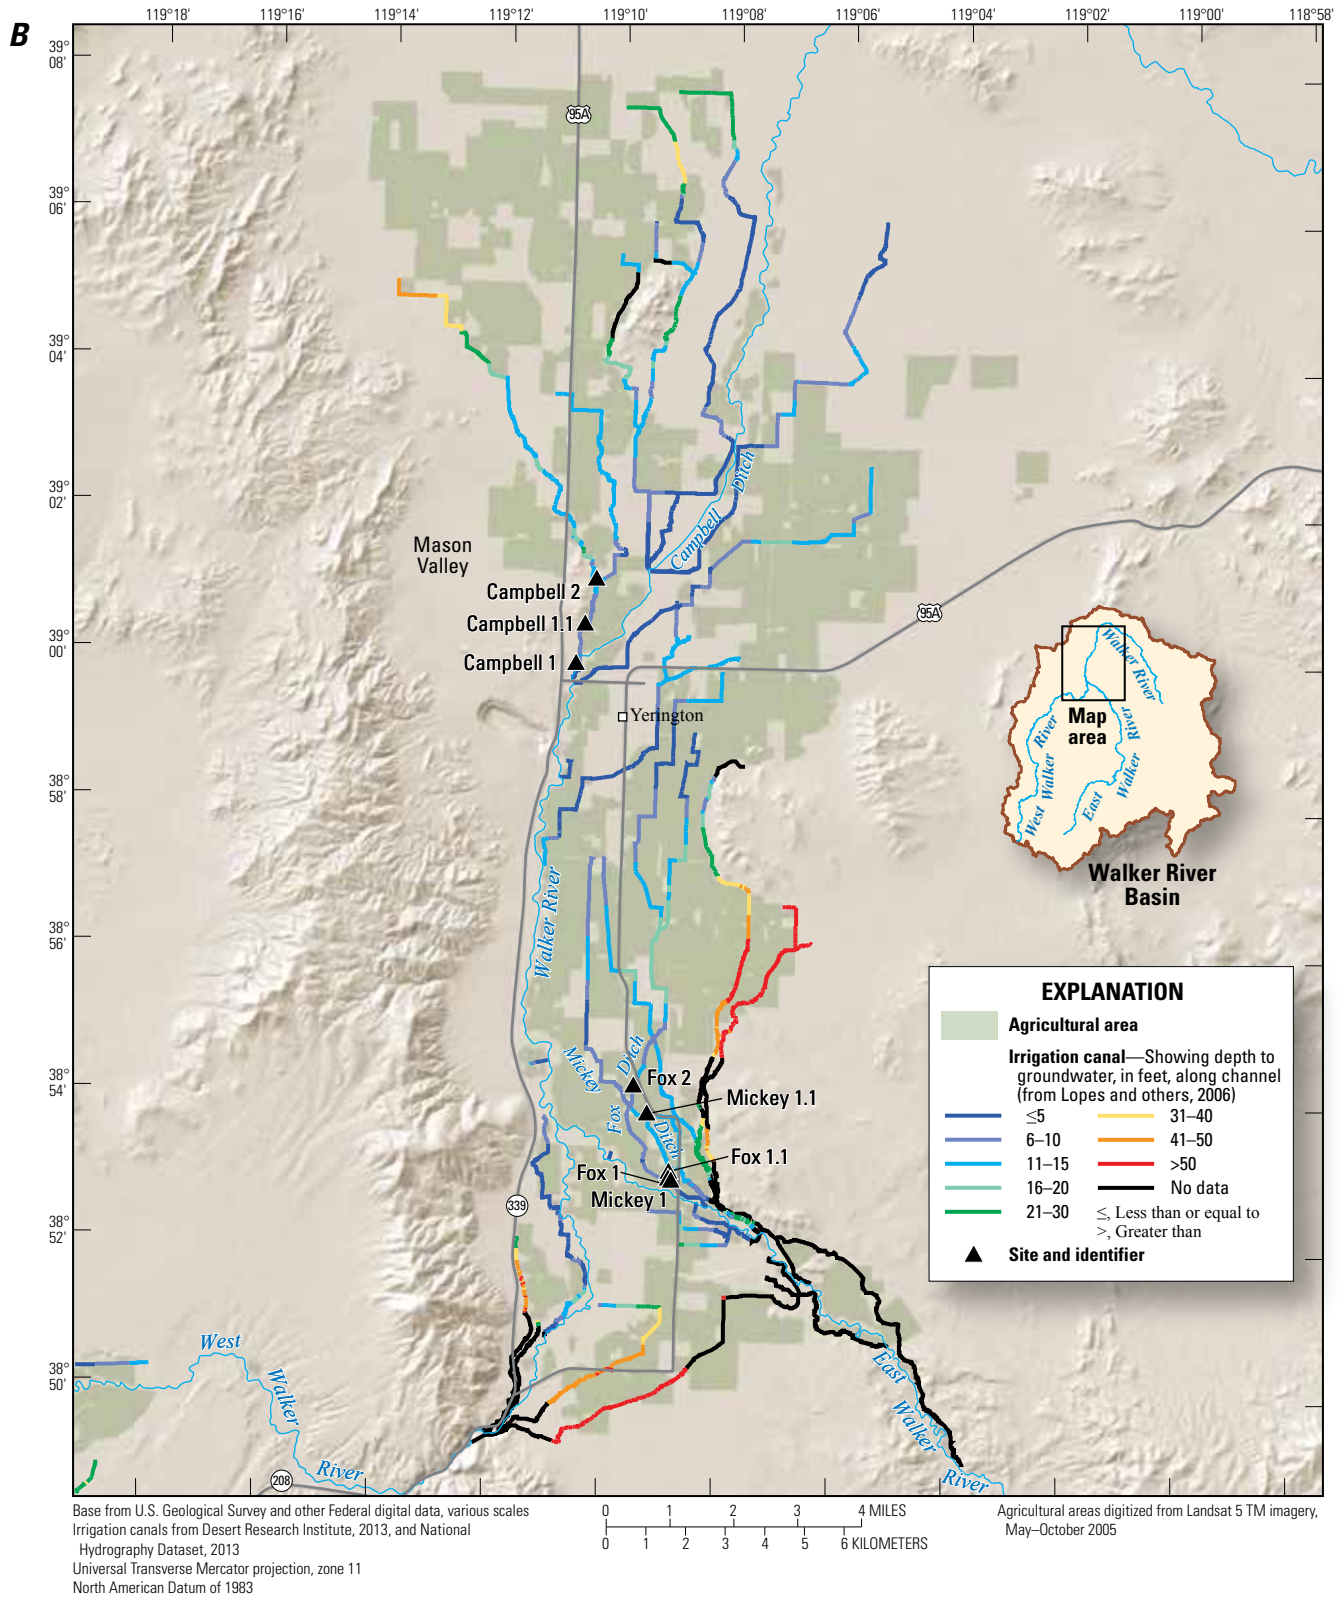 B
119°18'
119°16'
119°14'
119°12'
119°10'
119°08'
119°06'
119°04'
119°02'
119°00'
118°58'
39°
08'
39°
06'
39°
04'
39°
02'
39°
00'
38°
58'
38°
56'
38°
54'
38°
52'
38°
50'
95A
Mason
Valley
Campbell 2
Campbell 1.1
Campbell 1
Campbell
Ditch
95A
Yerington
Walker River
Mickey
Ditch
Fox
Ditch
Fox 2
Mickey 1.1
Fox 1.1
Fox 1
Mickey 1
339
West
Walker
River
208
East
Walker
River
Walker River
Map
area
West
Walker
River
East
Walker
River
Walker River
Basin
EXPLANATION
Agricultural area
Irrigation canal—Showing depth to
groundwater, in feet, along channel
(from Lopes and others, 2006)
≤5
6–10
11–15
16–20
21–30
31–40
41–50
>50
No data
≤, Less than or equal to
>, Greater than
Site and identifier
Base from U.S. Geological Survey and other Federal digital data, various scales
Irrigation canals from Desert Research Institute, 2013, and National
Hydrography Dataset, 2013
Universal Transverse Mercator projection, zone 11
North American Datum of 1983
0 1 2 3 4 MILES
0 1 2 3 4 5 6 KILOMETERS
Agricultural areas digitized from Landsat 5 TM imagery,
May–October 2005